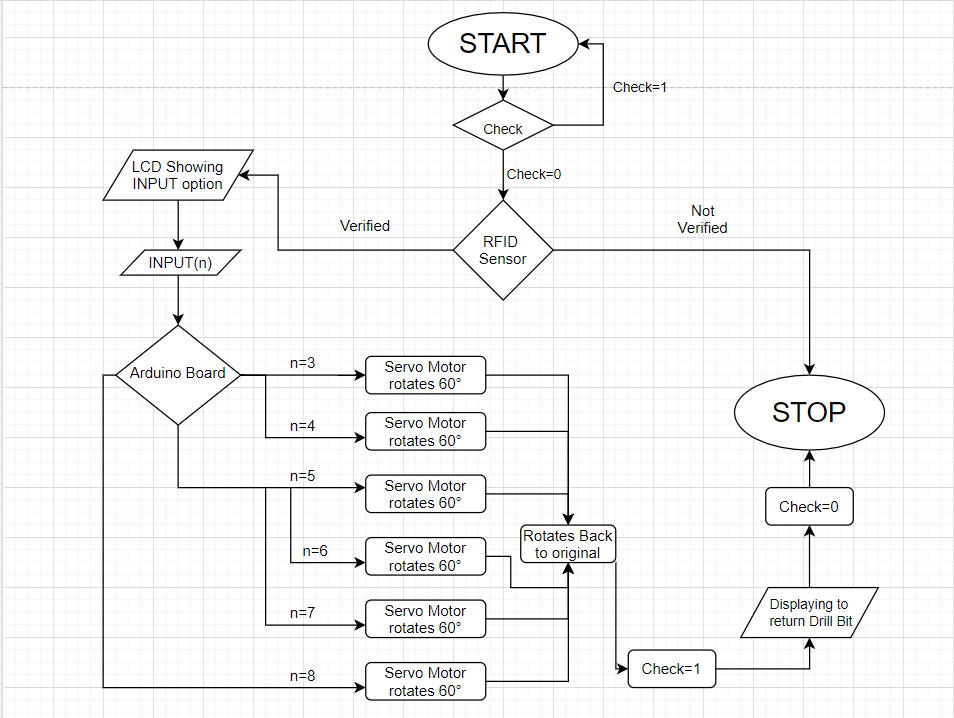 START
Check=1
Check
Check=0
LCD Showing
INPUT option
Verified
RFID
Sensor
Not
Verified
INPUT(n)
Arduino Board
n=3
Servo Motor
rotates 60°
n=4
Servo Motor
rotates 60°
n=5
Servo Motor
rotates 60°
n=6
Servo Motor
rotates 60°
n=7
Servo Motor
rotates 60°
n=8
Servo Motor
rotates 60°
Rotates Back
to original
Check=1
Displaying to
return Drill Bit
Check=0
STOP